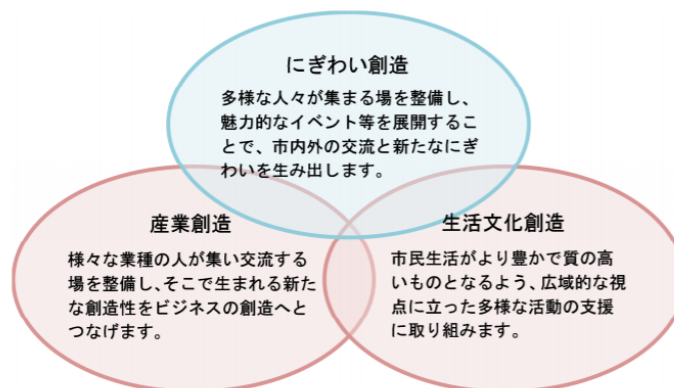 にぎわい創造
多様な人々が集まる場を整備し、
魅力的なイベント等を展開するこ
とで、市内外の交流と新たなにぎ
わいを生み出します。
産業創造
様々な業種の人が集い交流する
場を整備し、そこで生まれる新た
な創造性をビジネスの創造へと
つなげます。
生活文化創造
市民生活がより豊かで質の高
いものとなるよう、広域的な視
点に立った多様な活動の支援
に取り組みます。